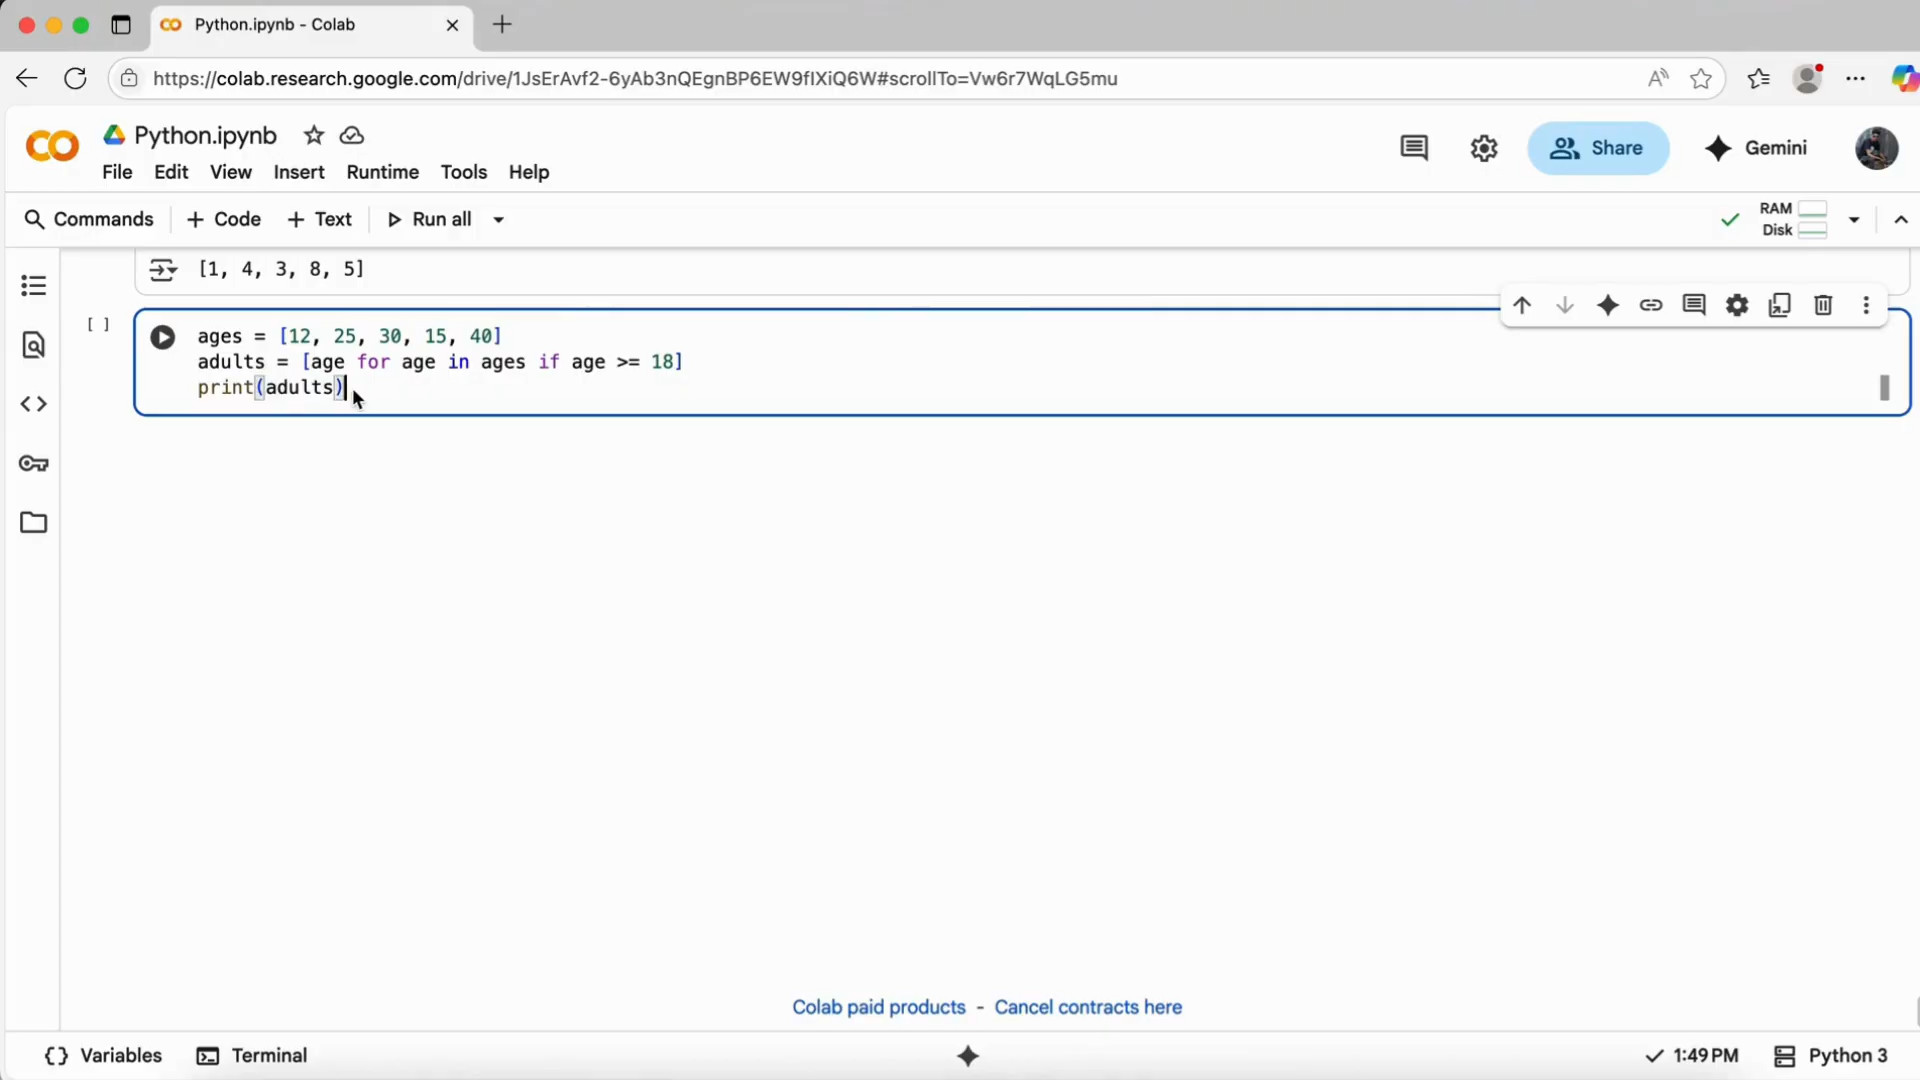 Python.ipynb - Colab
https://colab.research.google.com/drive/1JsErAvf2-6yAb3nQEgnBP6EW9fIXiQ6W#scrollTo=Vw6r7WqLG5mu
Python.ipynb
File Edit View Insert Runtime Tools Help
Share
Gemini
Commands + Code + Text Run all
RAM
Disk
[1, 4, 3, 8, 5]
[ ]
ages = [12, 25, 30, 15, 40]
adults = [age for age in ages if age >= 18]
print(adults)
Colab paid products - Cancel contracts here
{} Variables Terminal
1:49 PM Python 3